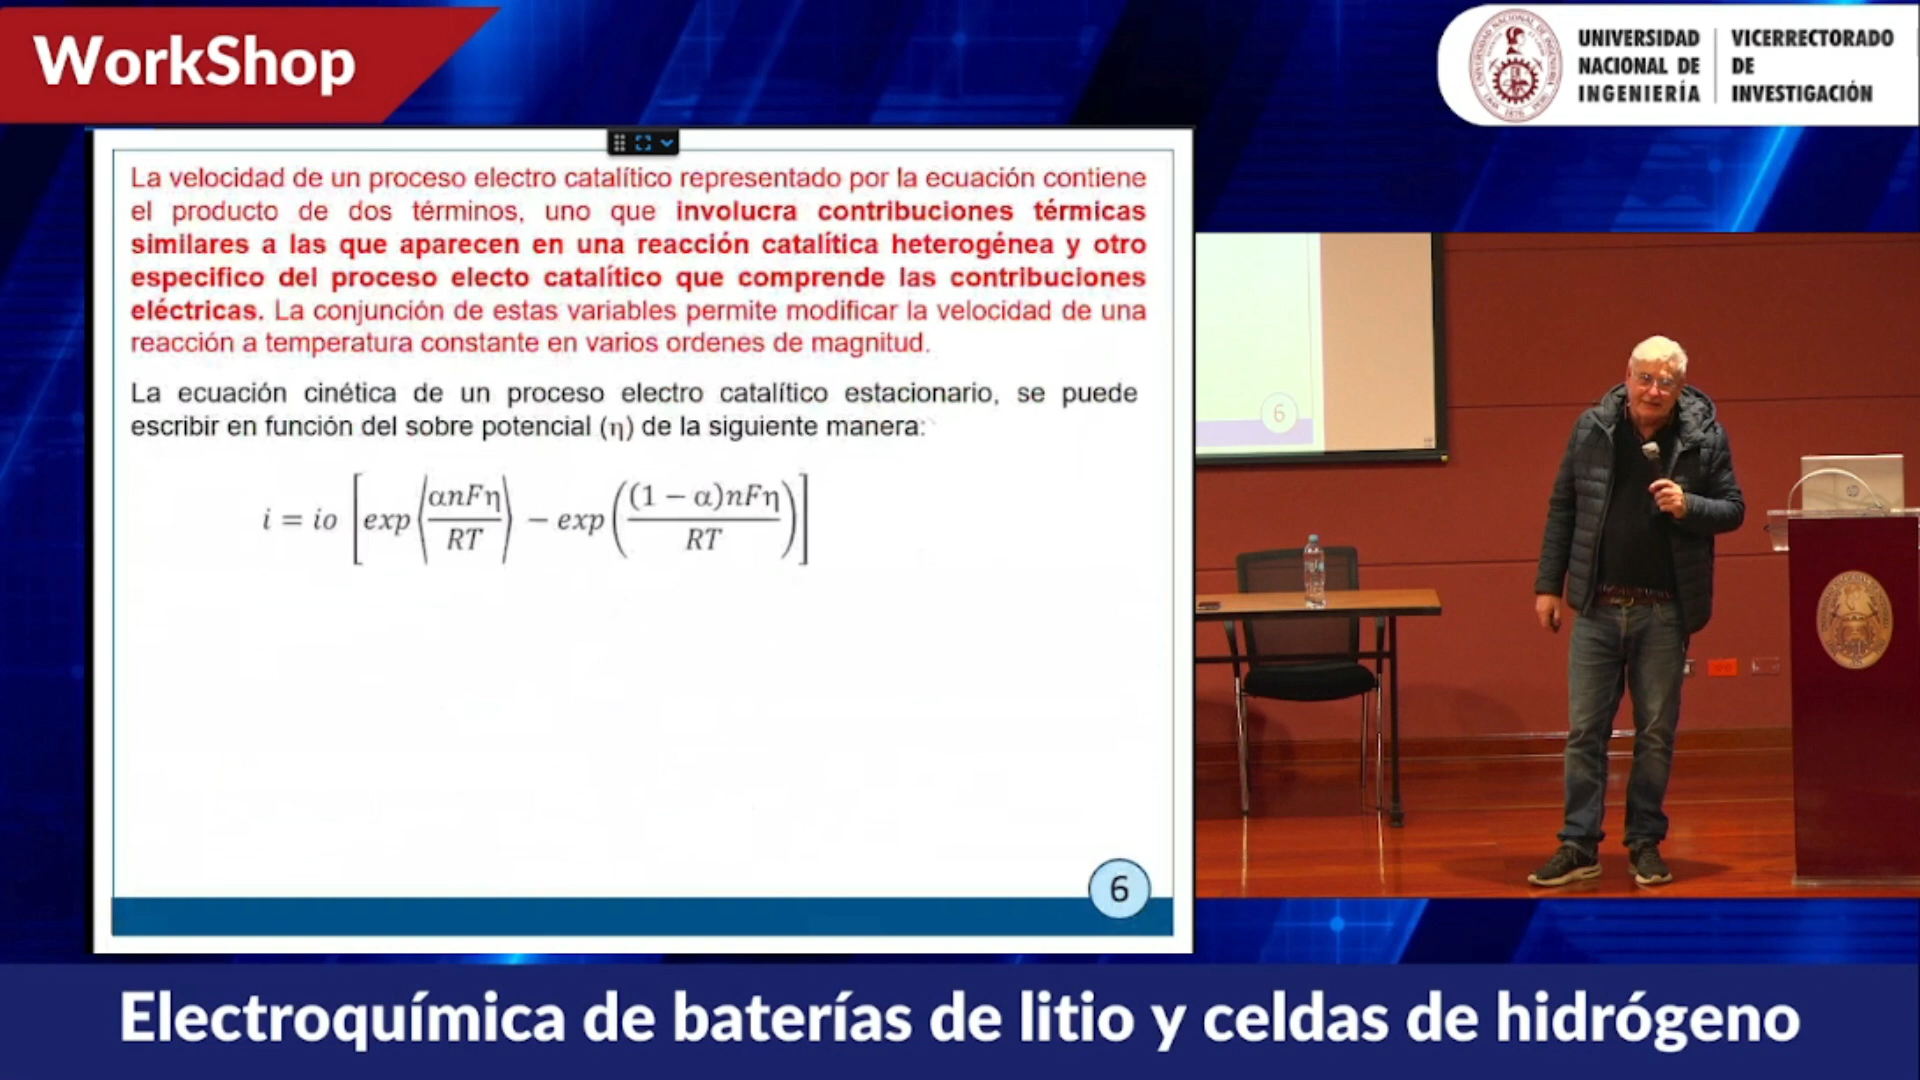 WorkShop
UNIVERSIDAD
NACIONAL DE
INGENIERÍA
VICERRECTORADO
DE
INVESTIGACIÓN
La velocidad de un proceso electro catalítico representado por la ecuación contiene
el producto de dos términos, uno que involucra contribuciones térmicas
similares a las que aparecen en una reacción catalítica heterogénea y otro
especifico del proceso electo catalítico que comprende las contribuciones
eléctricas. La conjunción de estas variables permite modificar la velocidad de una
reacción a temperatura constante en varios ordenes de magnitud.
La ecuación cinética de un proceso electro catalítico estacionario, se puede
escribir en función del sobre potencial (η) de la siguiente manera:
i = io [exp(αnFη/RT) − exp((1 − α)nFη/RT)]
6
6
Electroquímica de baterías de litio y celdas de hidrógeno